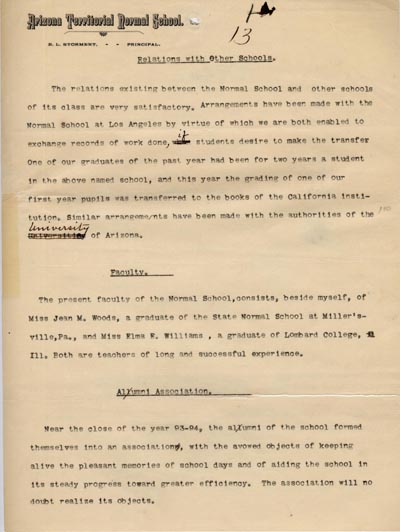 Arizona Territorial Normal School.
R. L. STORMENT, - - PRINCIPAL.
13
Relations with Other Schools.
The relations existing between the Normal School and other schools
of its class are very satisfactory. Arrangements have been made with the
Normal School at Los Angeles by virtue of which we are both enabled to
exchange records of work done, if students desire to make the transfer
One of our graduates of the past year had been for two years a student
in the above named school, and this year the grading of one of our
first year pupils was transferred to the books of the California insti-
tution. Similar arrangements have been made with the authorities of the
University of Arizona.
Faculty.
The present faculty of the Normal School,consists, beside myself, of
Miss Jean M. Woods, a graduate of the State Normal School at Miller's-
ville,Pa., and Miss Elma E. Williams , a graduate of Lombard College,
Ill. Both are teachers of long and successful experience.
Alumni Association.
Near the close of the year 93-94, the alumni of the school formed
themselves into an association, with the avowed objects of keeping
alive the pleasant memories of school days and of aiding the school in
its steady progress toward greater efficiency. The association will
no doubt realize its objects.